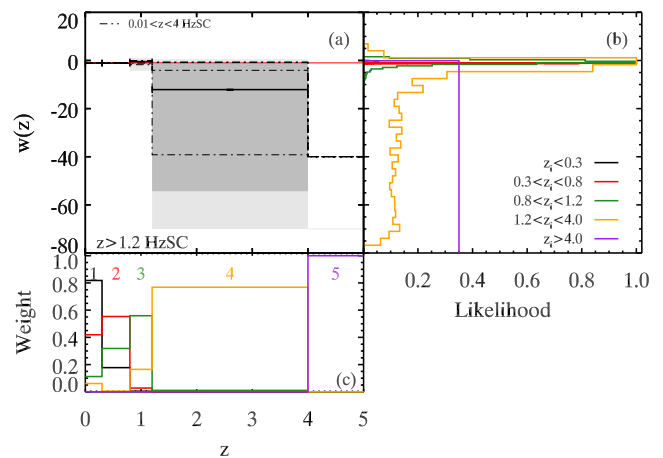 0.01<z<4 HzSC
(a)
(b)
0
-20
-40
-60
-80
w(z)
z>1.2 HzSC
z_i<0.3
0.3<z_i<0.8
0.8<z_i<1.2
1.2<z_i<4.0
z_i>4.0
0.2 0.4 0.6 0.8 1.0
Likelihood
1.0
0.8
0.6
0.4
0.2
0.0
Weight
1 2 3 4 5
(c)
0 1 2 3 4 5
z